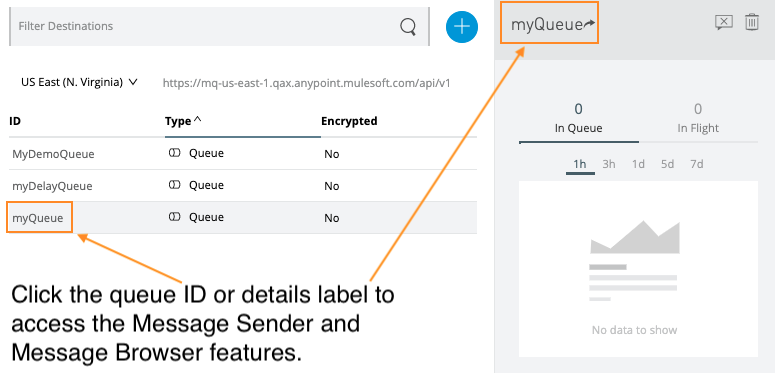 Filter Destinations
US East (N. Virginia)
https://mq-us-east-1.qax.anypoint.mulesoft.com/api/v1
ID Type Encrypted
MyDemoQueue Queue No
myDelayQueue Queue No
myQueue Queue No
Click the queue ID or details label to
access the Message Sender and
Message Browser features.
myQueue
0 0
In Queue In Flight
1h 3h 1d 5d 7d
No data to show